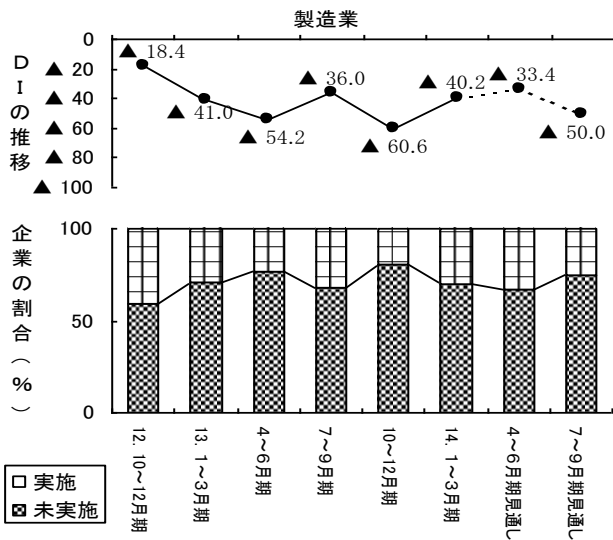 製造業
DIの推移
0
▲ 20
▲ 40
▲ 60
▲ 80
▲ 100
▲ 18.4
▲ 41.0
▲ 54.2
▲ 36.0
▲ 60.6
▲ 40.2
▲ 33.4
▲ 50.0
企業の割合(%)
100
50
0
12. 10~12月期
13. 1~3月期
4~6月期
7~9月期
10~12月期
14. 1~3月期
4~6月期見通し
7~9月期見通し
実施
未実施